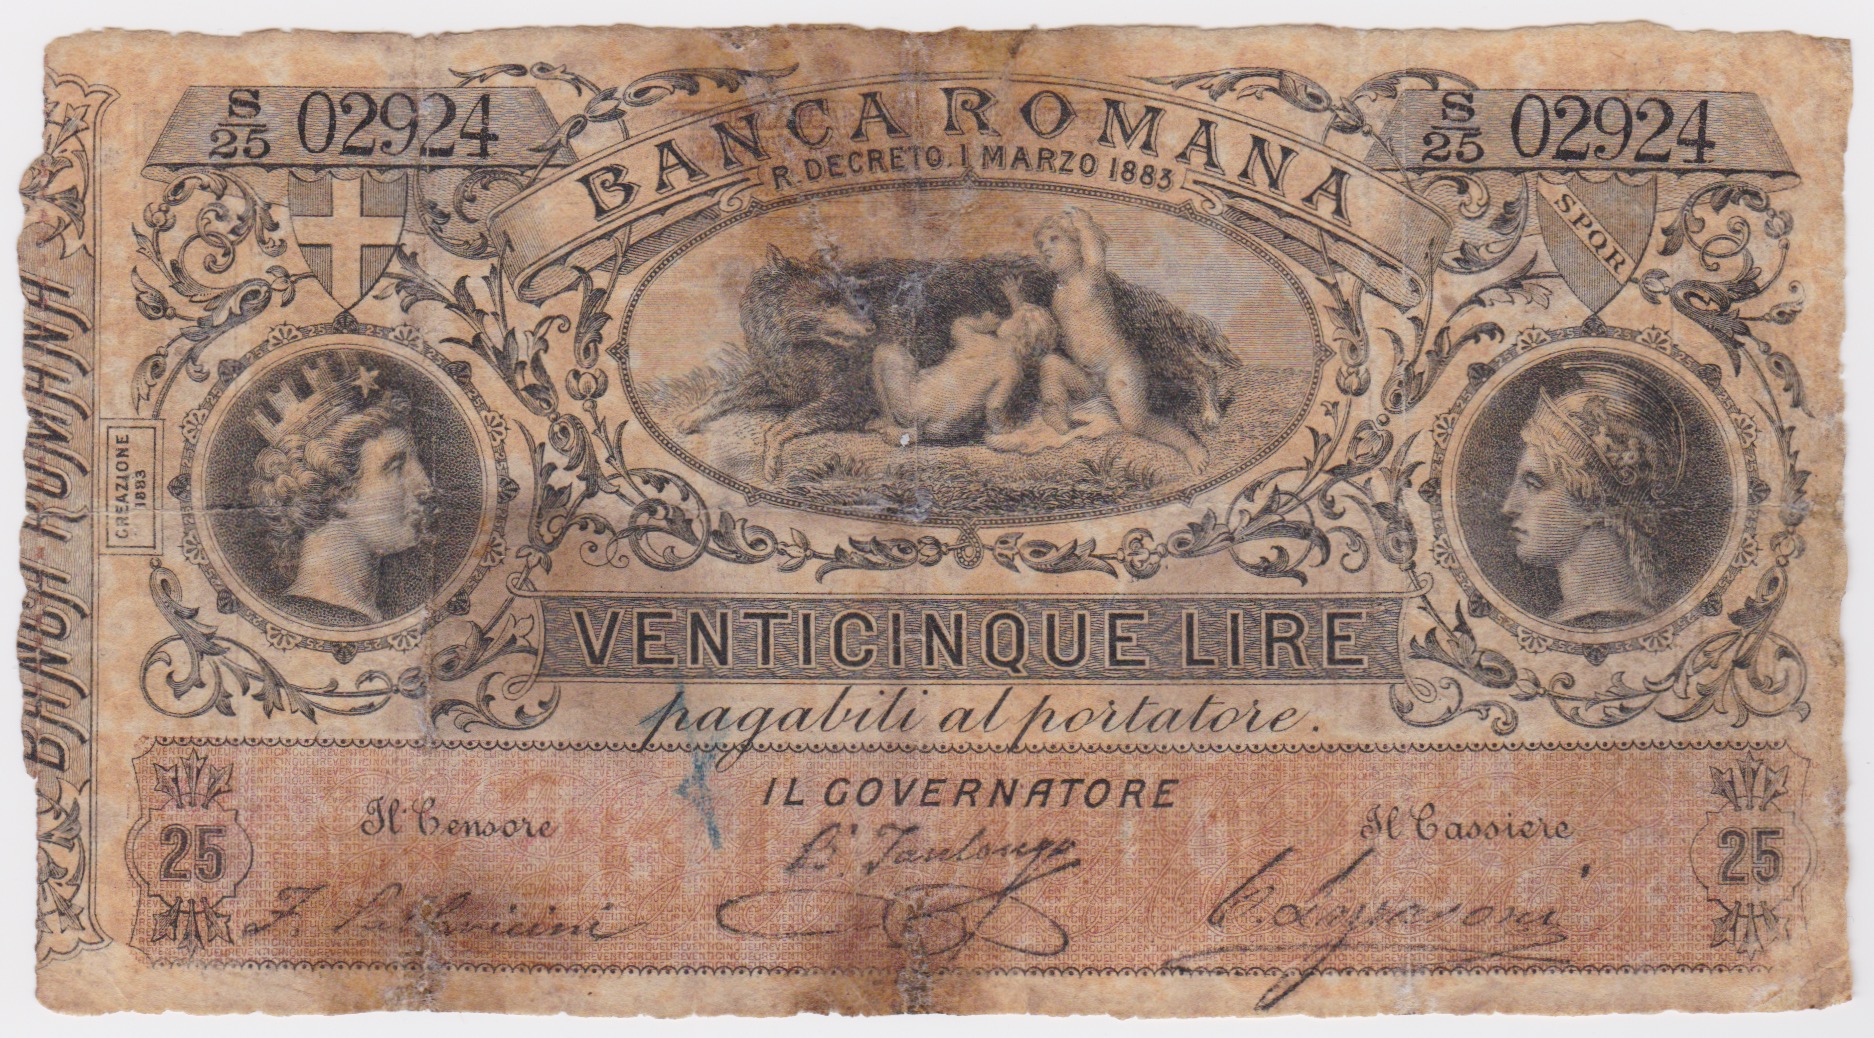 S/25 02924
S/25 02924
BANCA ROMANA
R. DECRETO. 1 MARZO 1883
SPQR
BANCA ROMANA
CREAZIONE
1883
VENTICINQUE LIRE
pagabili al portatore.
IL GOVERNATORE
Il Censore
Il Cassiere
25
25
B. Tanlongo